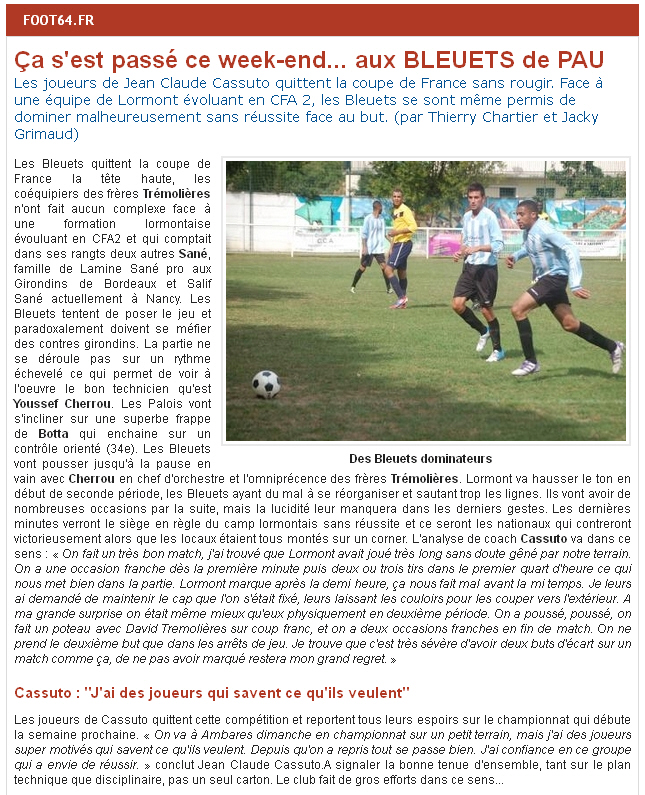 FOOT64.FR
Ça s'est passé ce week-end... aux BLEUETS de PAU
Les joueurs de Jean Claude Cassuto quittent la coupe de France sans rougir. Face à
une équipe de Lormont évoluant en CFA 2, les Bleuets se sont même permis de
dominer malheureusement sans réussite face au but. (par Thierry Chartier et Jacky
Grimaud)
Les Bleuets quittent la coupe de
France la tête haute, les
coéquipiers des frères Trémolières
n'ont fait aucun complexe face à
une formation lormontaise
évouluant en CFA2 et qui comptait
dans ses rangts deux autres Sané,
famille de Lamine Sané pro aux
Girondins de Bordeaux et Salif
Sané actuellement à Nancy. Les
Bleuets tentent de poser le jeu et
paradoxalement doivent se méfier
des contres girondins. La partie ne
se déroule pas sur un rythme
échevelé ce qui permet de voir à
l'oeuvre le bon technicien qu'est
Youssef Cherrou. Les Palois vont
s'incliner sur une superbe frappe
de Botta qui enchaine sur un
contrôle orienté (34e). Les Bleuets
vont pousser jusqu'à la pause en
Des Bleuets dominateurs
vain avec Cherrou en chef d'orchestre et l'omniprécence des frères Trémolières. Lormont va hausser le ton en
début de seconde période, les Bleuets ayant du mal à se réorganiser et sautant trop les lignes. Ils vont avoir de
nombreuses occasions par la suite, mais la lucidité leur manquera dans les derniers gestes. Les dernières
minutes verront le siège en règle du camp lormontais sans réussite et ce seront les nationaux qui contreront
victorieusement alors que les locaux étaient tous montés sur un corner. L'analyse de coach Cassuto va dans ce
sens : « On fait un très bon match, j'ai trouvé que Lormont avait joué très long sans doute gêné par notre terrain.
On a une occasion franche dès la première minute puis deux ou trois tirs dans le premier quart d'heure ce qui
nous met bien dans la partie. Lormont marque après la demi heure, ça nous fait mal avant la mi temps. Je leurs
ai demandé de maintenir le cap que l'on s'était fixé, leurs laissant les couloirs pour les couper vers l'extérieur. A
ma grande surprise on était même mieux qu'eux physiquement en deuxième période. On a poussé, poussé, on
fait un poteau avec David Tremolières sur coup franc, et on a deux occasions franches en fin de match. On ne
prend le deuxième but que dans les arrêts de jeu. Je trouve que c'est très sévère d'avoir deux buts d'écart sur un
match comme ça, de ne pas avoir marqué restera mon grand regret. »
Cassuto : "J'ai des joueurs qui savent ce qu'ils veulent"
Les joueurs de Cassuto quittent cette compétition et reportent tous leurs espoirs sur le championnat qui débute
la semaine prochaine. « On va à Ambares dimanche en championnat sur un petit terrain, mais j'ai des joueurs
super motivés qui savent ce qu'ils veulent. Depuis qu'on a repris tout se passe bien. J'ai confiance en ce groupe
qui a envie de réussir. » conclut Jean Claude Cassuto.A signaler la bonne tenue d'ensemble, tant sur le plan
technique que disciplinaire, pas un seul carton. Le club fait de gros efforts dans ce sens...